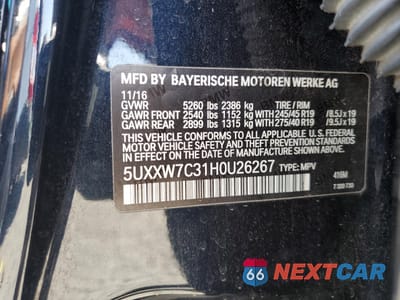 MFD BY BAYERISCHE MOTOREN WERKE AG
11/16
GVWR 5260 lbs 2386 kg TIRE / RIM
GAWR FRONT 2540 lbs 1152 kg WITH 245/45 R19 / 8.5J x 19
GAWR REAR 2899 lbs 1315 kg WITH 275/40 R19 / 9.5J x 19
THIS VEHICLE CONFORMS TO ALL APPLICABLE U.S. FEDERAL
MOTOR VEHICLE SAFETY, BUMPER, AND THEFT PREVENTION
STANDARDS IN EFFECT ON THE DATE OF MANUFACTURE
SHOWN ABOVE.
5UXXW7C31H0U26267 TYPE: MPV
66 NEXTCAR